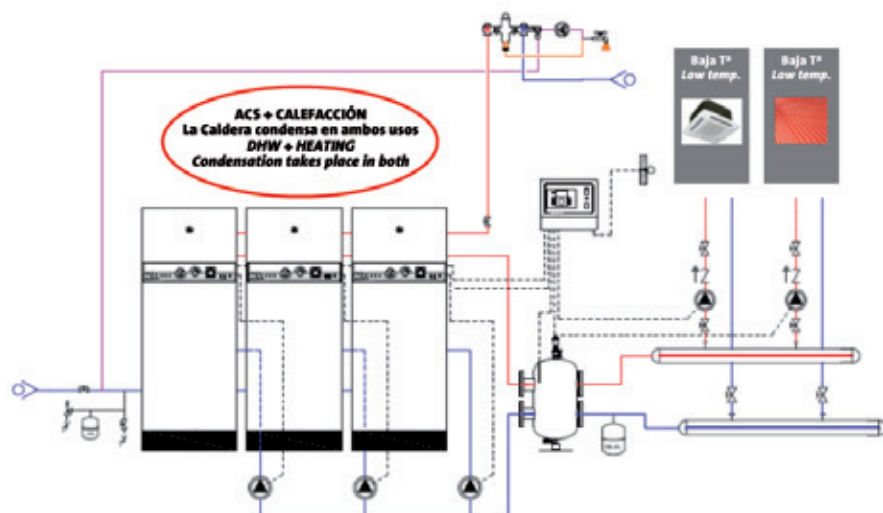 Baja Tª
Low temp.
Baja Tª
Low temp.
ACS + CALEFACCIÓN
La Caldera condensa en ambos usos
DHW + HEATING
Condensation takes place in both